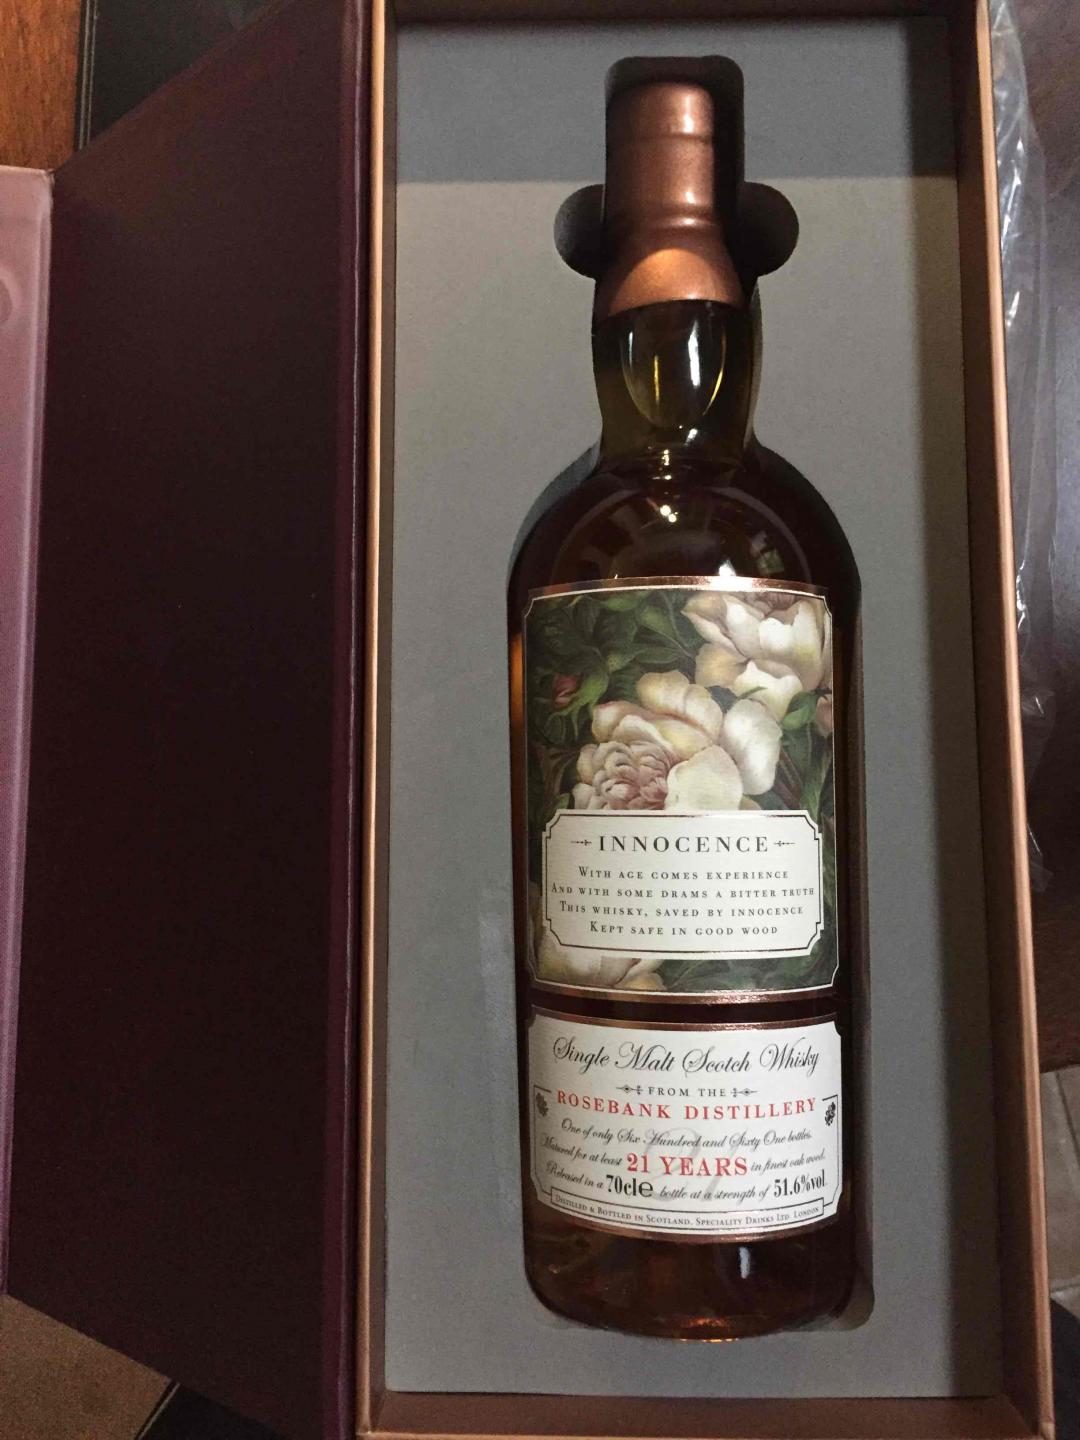 INNOCENCE
WITH AGE COMES EXPERIENCE
AND WITH SOME DRAMS A BITTER TRUTH
THIS WHISKY, SAVED BY INNOCENCE
KEPT SAFE IN GOOD WOOD
Single Malt Scotch Whisky
FROM THE
ROSEBANK DISTILLERY
One of only Six Hundred and Sixty One bottles.
Matured for at least 21 YEARS in finest oak wood.
Released in a 70cl℮ bottle at a strength of 51.6%vol.
DISTILLED & BOTTLED IN SCOTLAND. SPECIALITY DRINKS LTD. LONDON